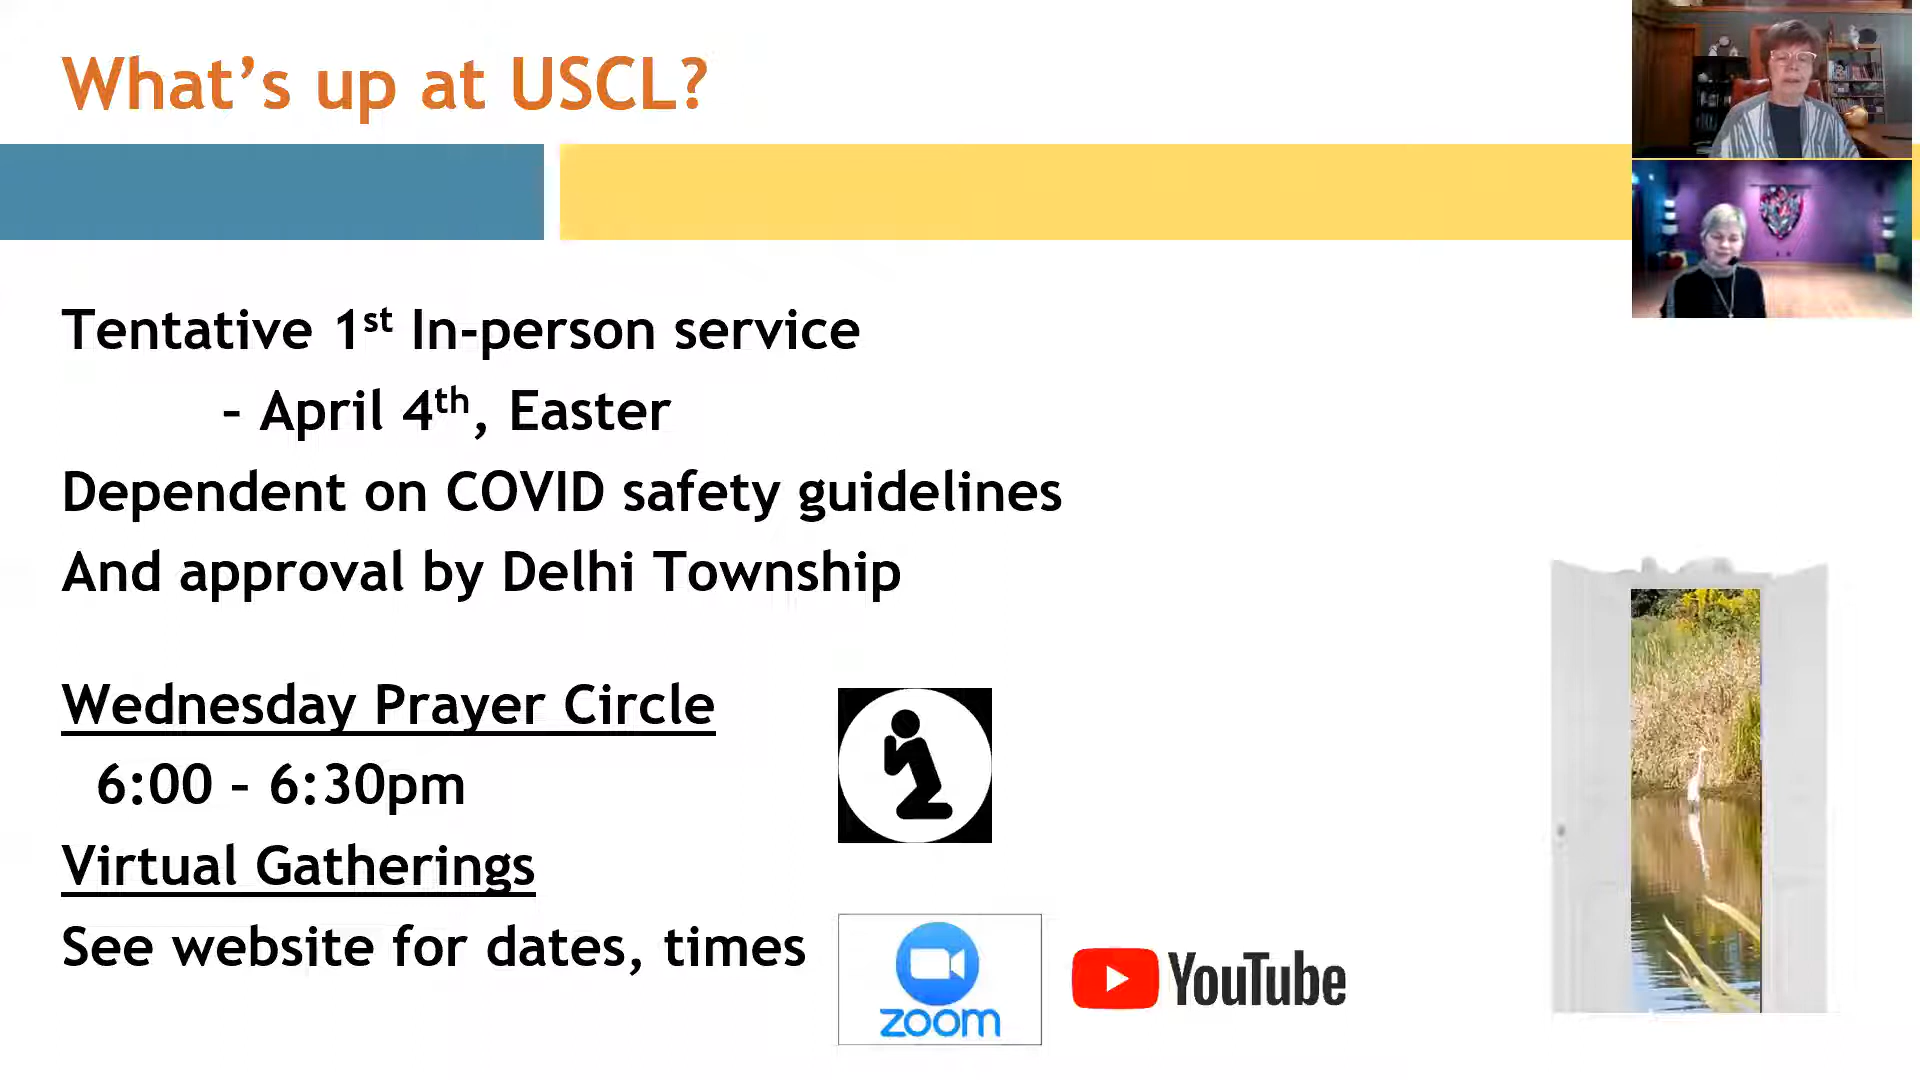 What's up at USCL?
Tentative 1st In-person service
– April 4th, Easter
Dependent on COVID safety guidelines
And approval by Delhi Township
Wednesday Prayer Circle
6:00 – 6:30pm
Virtual Gatherings
See website for dates, times
zoom
YouTube